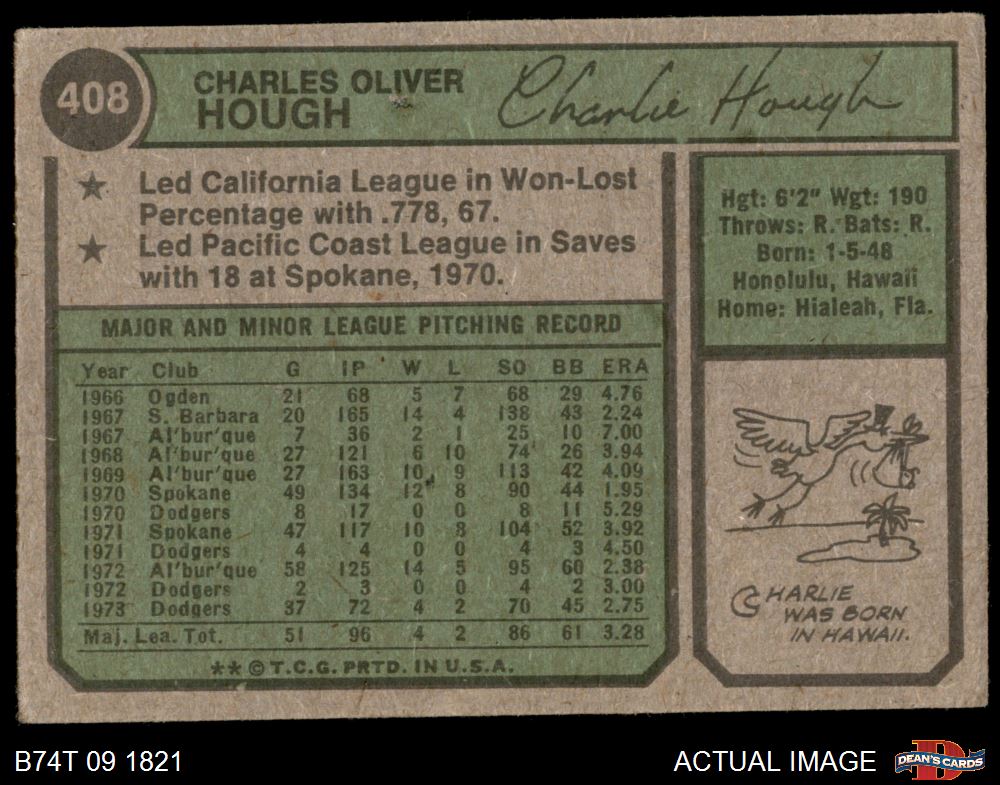 408
CHARLES OLIVER
HOUGH
Charlie Hough
★ Led California League in Won-Lost
Percentage with .778, 67.
★ Led Pacific Coast League in Saves
with 18 at Spokane, 1970.
Hgt: 6'2" Wgt: 190
Throws: R. Bats: R.
Born: 1-5-48
Honolulu, Hawaii
Home: Hialeah, Fla.
MAJOR AND MINOR LEAGUE PITCHING RECORD
Year Club G IP W L SO BB ERA
1966 Ogden 21 68 5 7 68 29 4.76
1967 S. Barbara 20 165 14 4 138 43 2.24
1967 Al'bur'que 7 36 2 1 25 10 7.00
1968 Al'bur'que 27 121 6 10 74 26 3.94
1969 Al'bur'que 27 163 10 9 113 42 4.09
1970 Spokane 49 134 12 8 90 44 1.95
1970 Dodgers 8 17 0 0 8 11 5.29
1971 Spokane 47 117 10 8 104 52 3.92
1971 Dodgers 4 4 0 0 4 3 4.50
1972 Al'bur'que 58 125 14 5 95 60 2.38
1972 Dodgers 2 3 0 0 4 2 3.00
1973 Dodgers 37 72 4 2 70 45 2.75
Maj. Lea. Tot. 51 96 4 2 86 61 3.28
**©T.C.G. PRTD. IN U.S.A.
CHARLIE
WAS BORN
IN HAWAII.
B74T 09 1821
ACTUAL IMAGE
D
DEAN'S CARDS